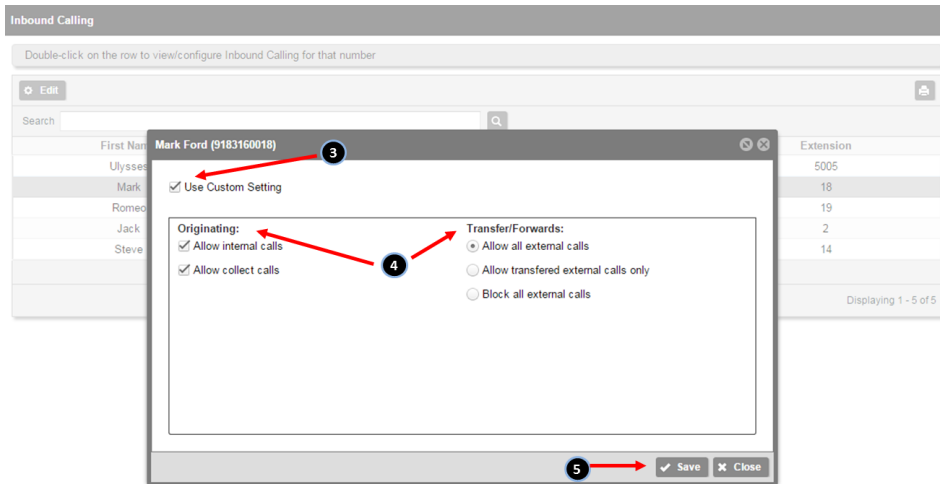 Inbound Calling
Double-click on the row to view/configure Inbound Calling for that number
Edit
Search
First Nam
Extension
Ulysses
5005
Mark
18
Romeo
19
Jack
2
Steve
14
Displaying 1 - 5 of 5
Mark Ford (9183160018)
3
Use Custom Setting
Originating:
Transfer/Forwards:
Allow internal calls
Allow all external calls
4
Allow collect calls
Allow transfered external calls only
Block all external calls
5
Save
Close